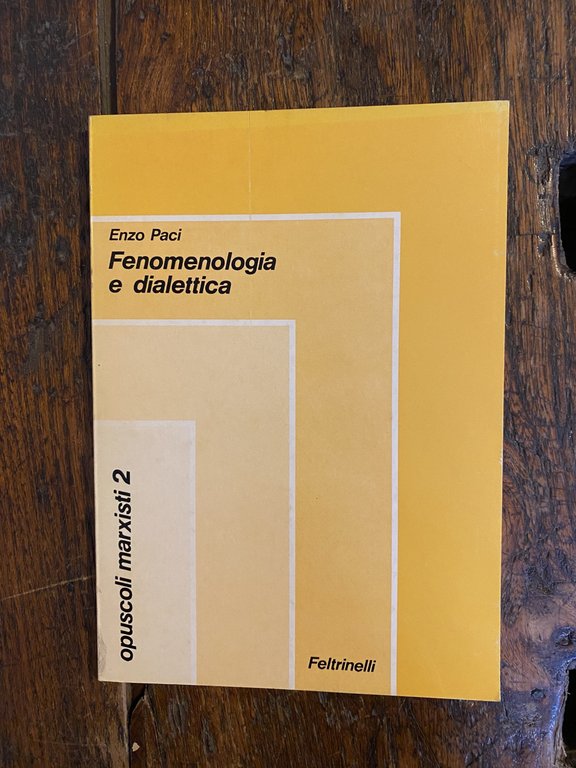 Enzo Paci
Fenomenologia
e dialettica
opuscoli marxisti 2
Feltrinelli